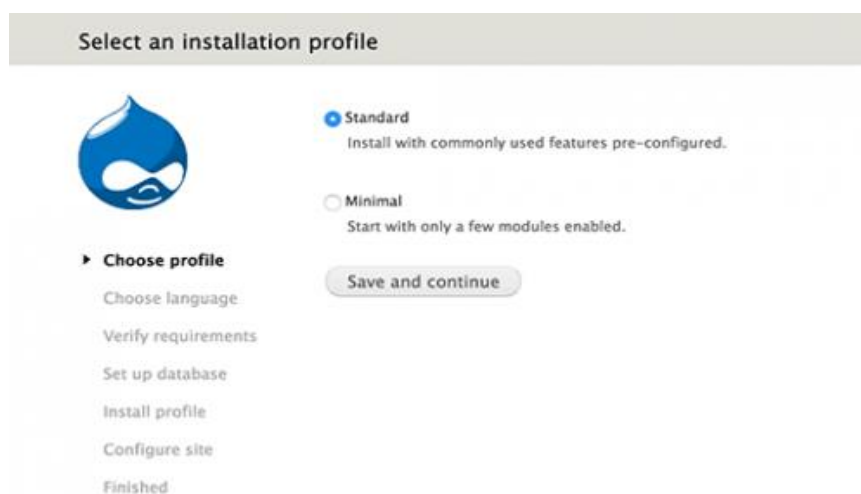 Select an installation profile
Standard
Install with commonly used features pre-configured.
Minimal
Start with only a few modules enabled.
Save and continue
Choose profile
Choose language
Verify requirements
Set up database
Install profile
Configure site
Finished